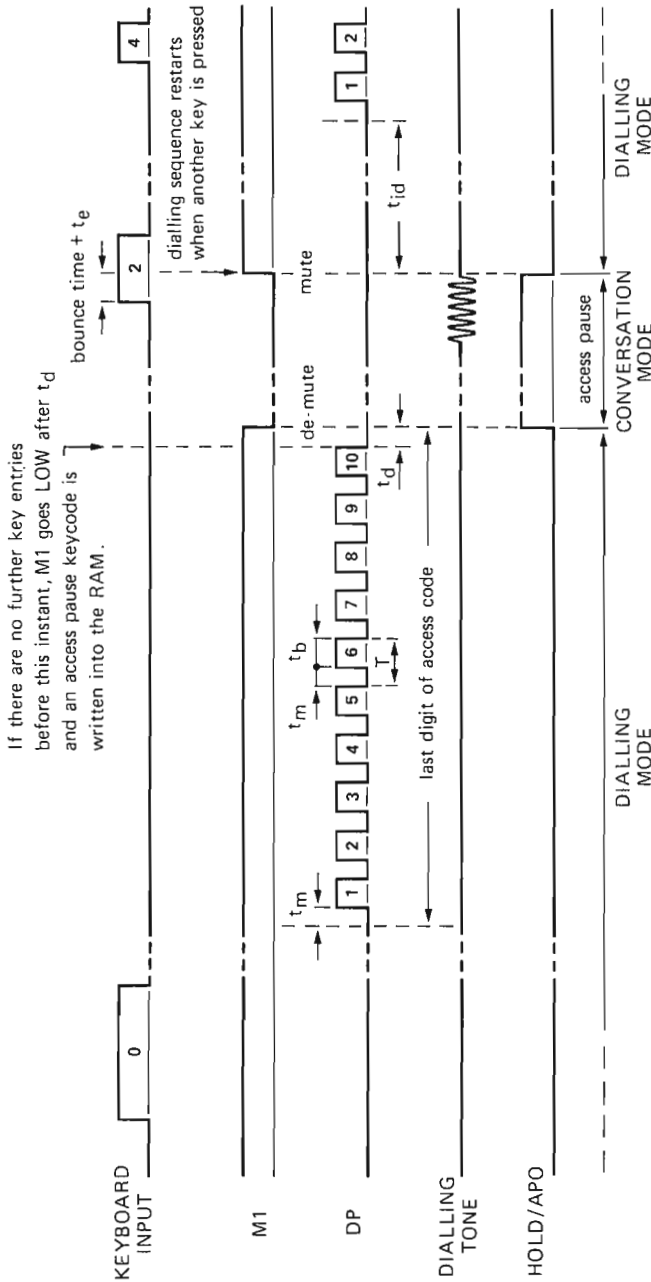 If there are no further key entries
before this instant, M1 goes LOW after td
and an access pause keycode is
written into the RAM.
bounce time + te
KEYBOARD
INPUT
0
2
4
dialling sequence restarts
when another key is pressed
M1
de-mute
mute
DP
tm
1
2
3
4
5
6
7
8
9
10
tm
tb
T
td
tid
1
2
last digit of access code
DIALLING
TONE
HOLD/APO
access pause
DIALLING
MODE
CONVERSATION
MODE
DIALLING
MODE